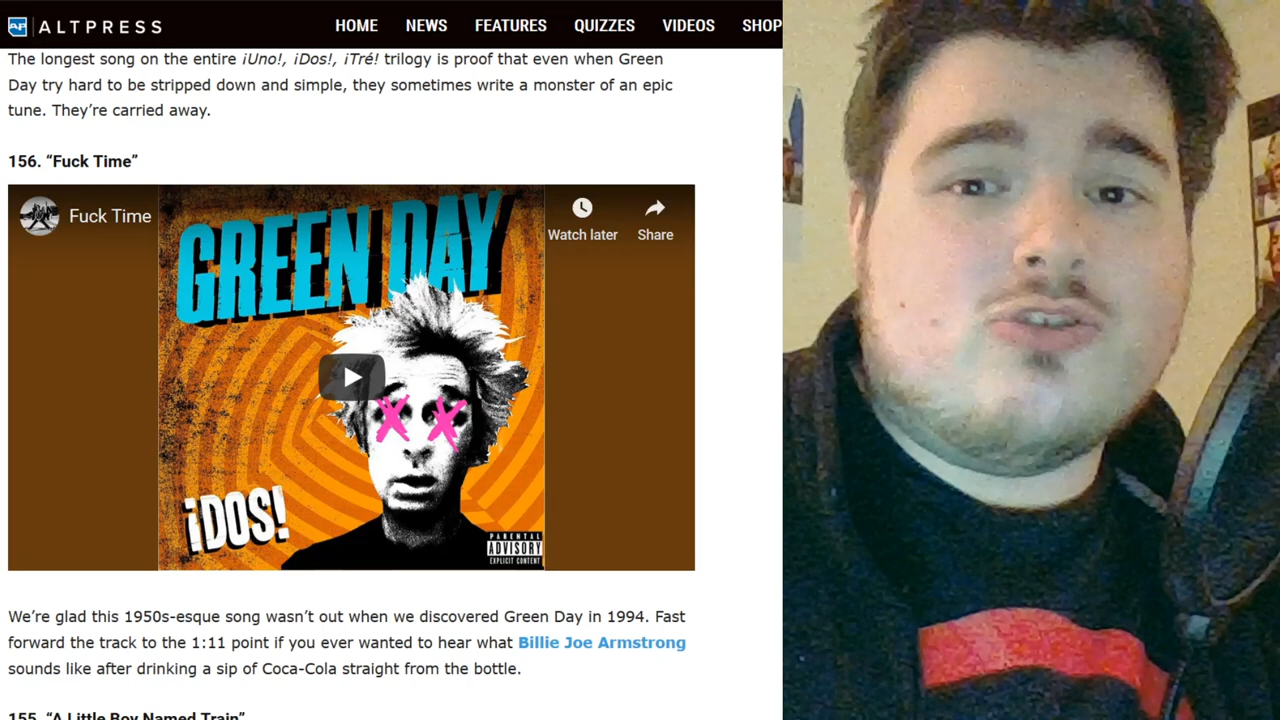 AP | ALTPRESS
HOME NEWS FEATURES QUIZZES VIDEOS SHOP
The longest song on the entire ¡Uno!, ¡Dos!, ¡Tré! trilogy is proof that even when Green
Day try hard to be stripped down and simple, they sometimes write a monster of an epic
tune. They’re carried away.
156. “Fuck Time”
Fuck Time
Watch later
Share
GREEN DAY
¡DOS!
PARENTAL
ADVISORY
EXPLICIT CONTENT
We’re glad this 1950s-esque song wasn’t out when we discovered Green Day in 1994. Fast
forward the track to the 1:11 point if you ever wanted to hear what Billie Joe Armstrong
sounds like after drinking a sip of Coca-Cola straight from the bottle.
155. “A Little Boy Named Train”